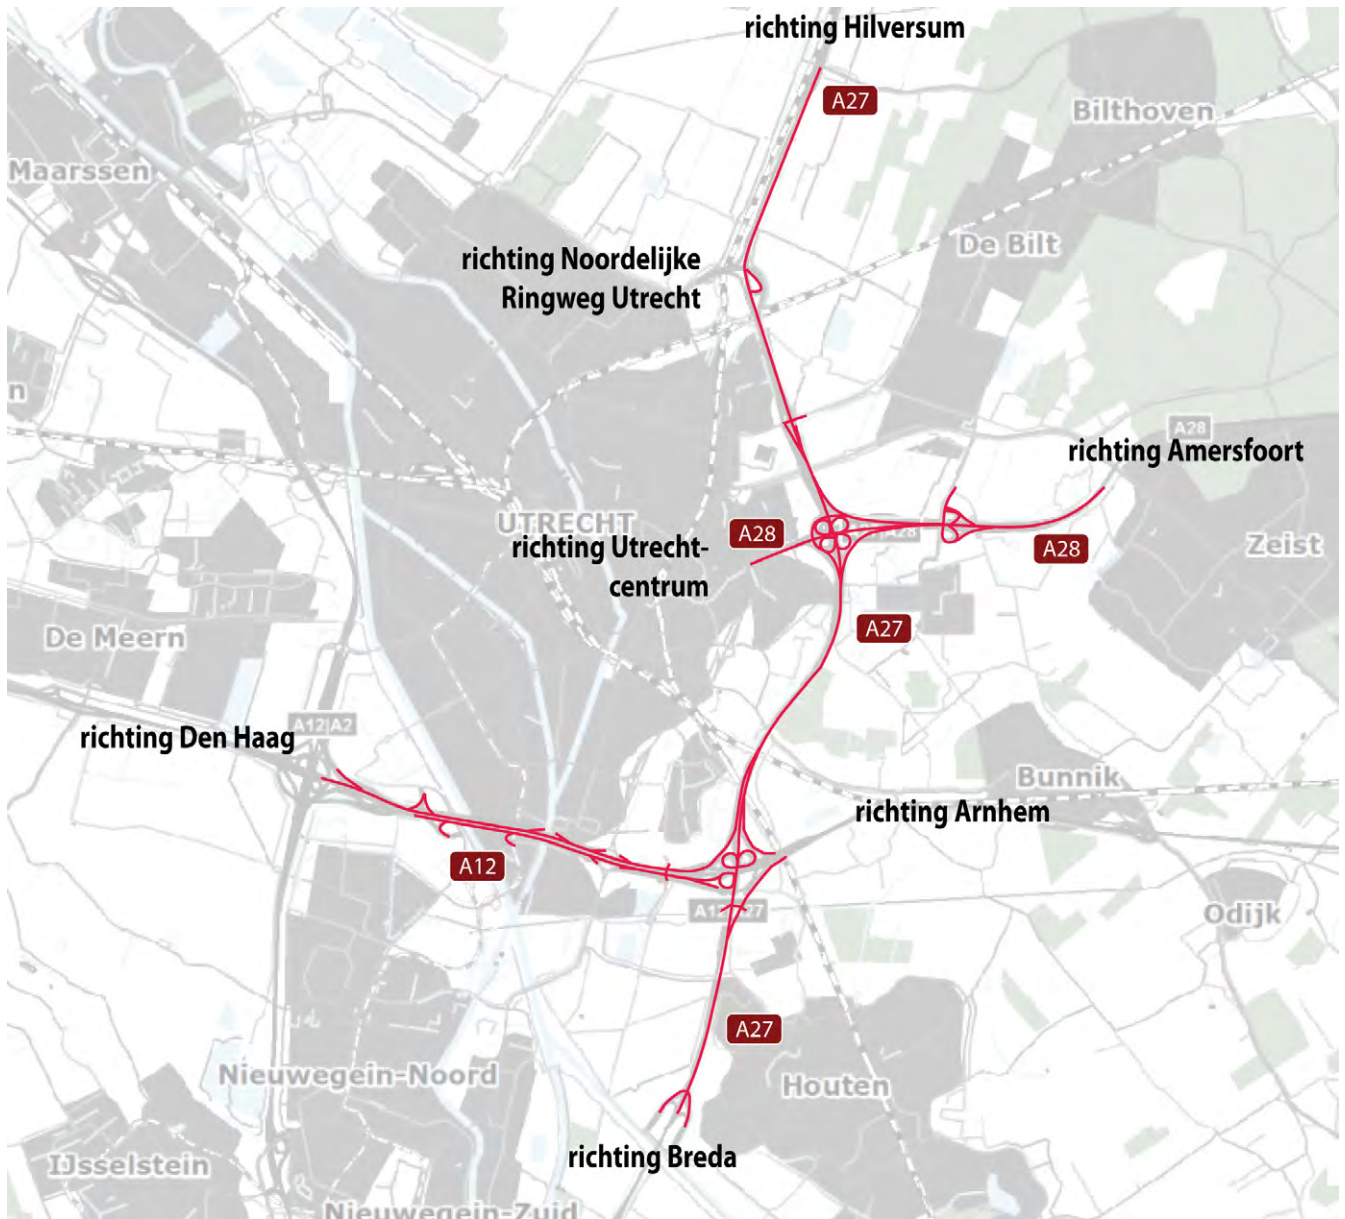 richting Hilversum
A27
Bilthoven
Maarssen
De Bilt
richting Noordelijke
Ringweg Utrecht
n
A28
richting Amersfoort
UTRECHT
A28
A28
richting Utrecht-
centrum
A28
Zeist
A27
De Meern
A12|A2
richting Den Haag
Bunnik
richting Arnhem
A12
Odijk
A27
Nieuwegein-Noord
Houten
richting Breda
IJsselstein
Nieuwegein-Zuid